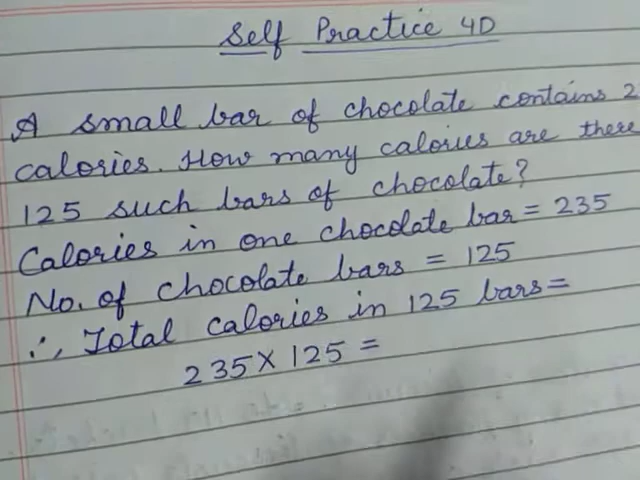 Self Practice 4D
A small bar of chocolate contains 2
calories. How many calories are there
125 such bars of chocolate?
Calories in one chocolate bar = 235
No. of chocolate bars = 125
∴, Total calories in 125 bars =
235 × 125 =